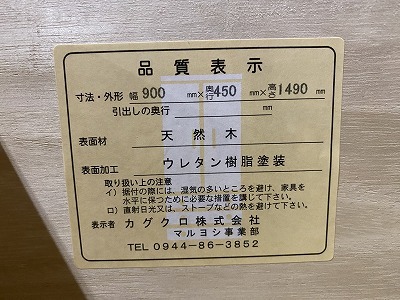 品質表示
寸法・外形 幅 900 mm×奥行450 mm×高さ1490 mm
引出しの奥行 mm
表面材 天然木
表面加工 ウレタン樹脂塗装
取り扱い上の注意
イ）据付の際には、湿気の多いところを避け、家具を
水平に保つために必要な措置を講じて下さい。
ロ）直射日光又は、ストーブなどの熱を避けて下さい。
表示者 カグクロ株式会社
マルヨシ事業部
TEL 0944-86-3852